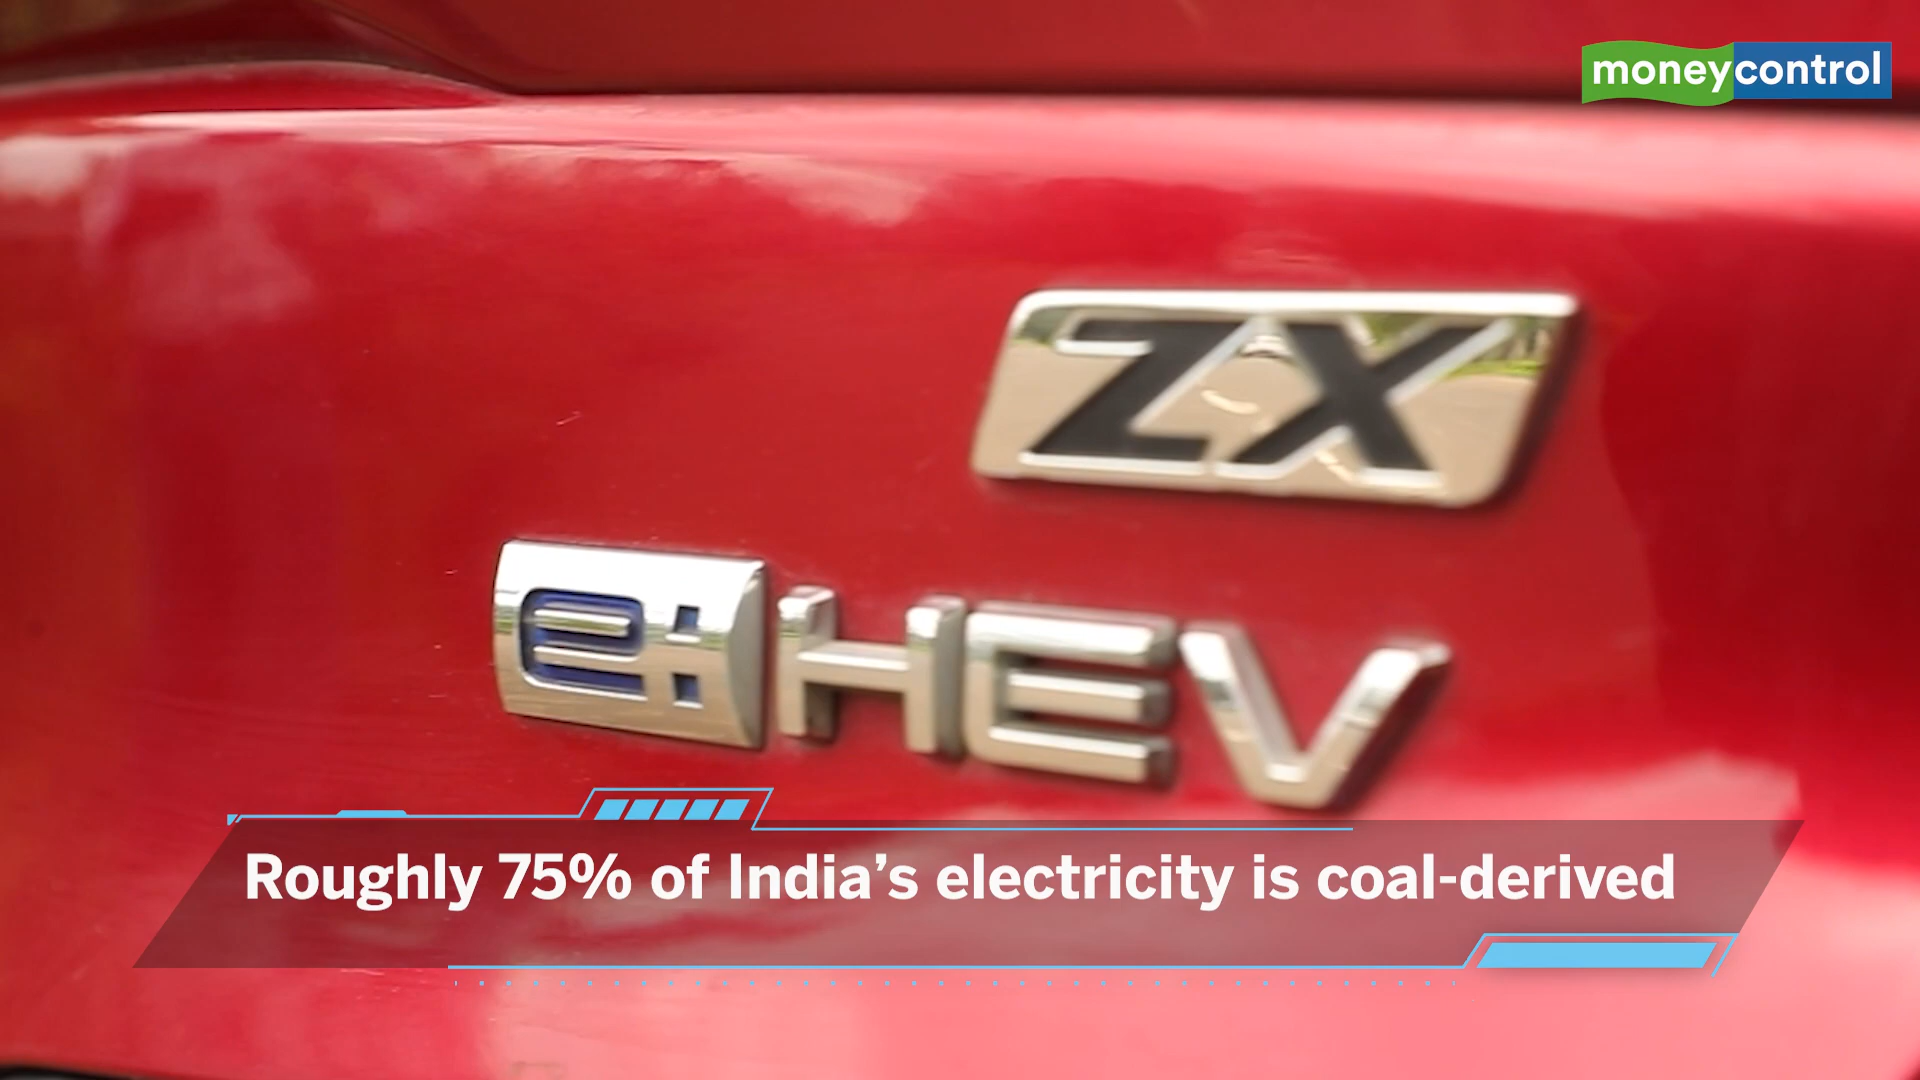 moneycontrol
ZX
e:HEV
Roughly 75% of India’s electricity is coal-derived